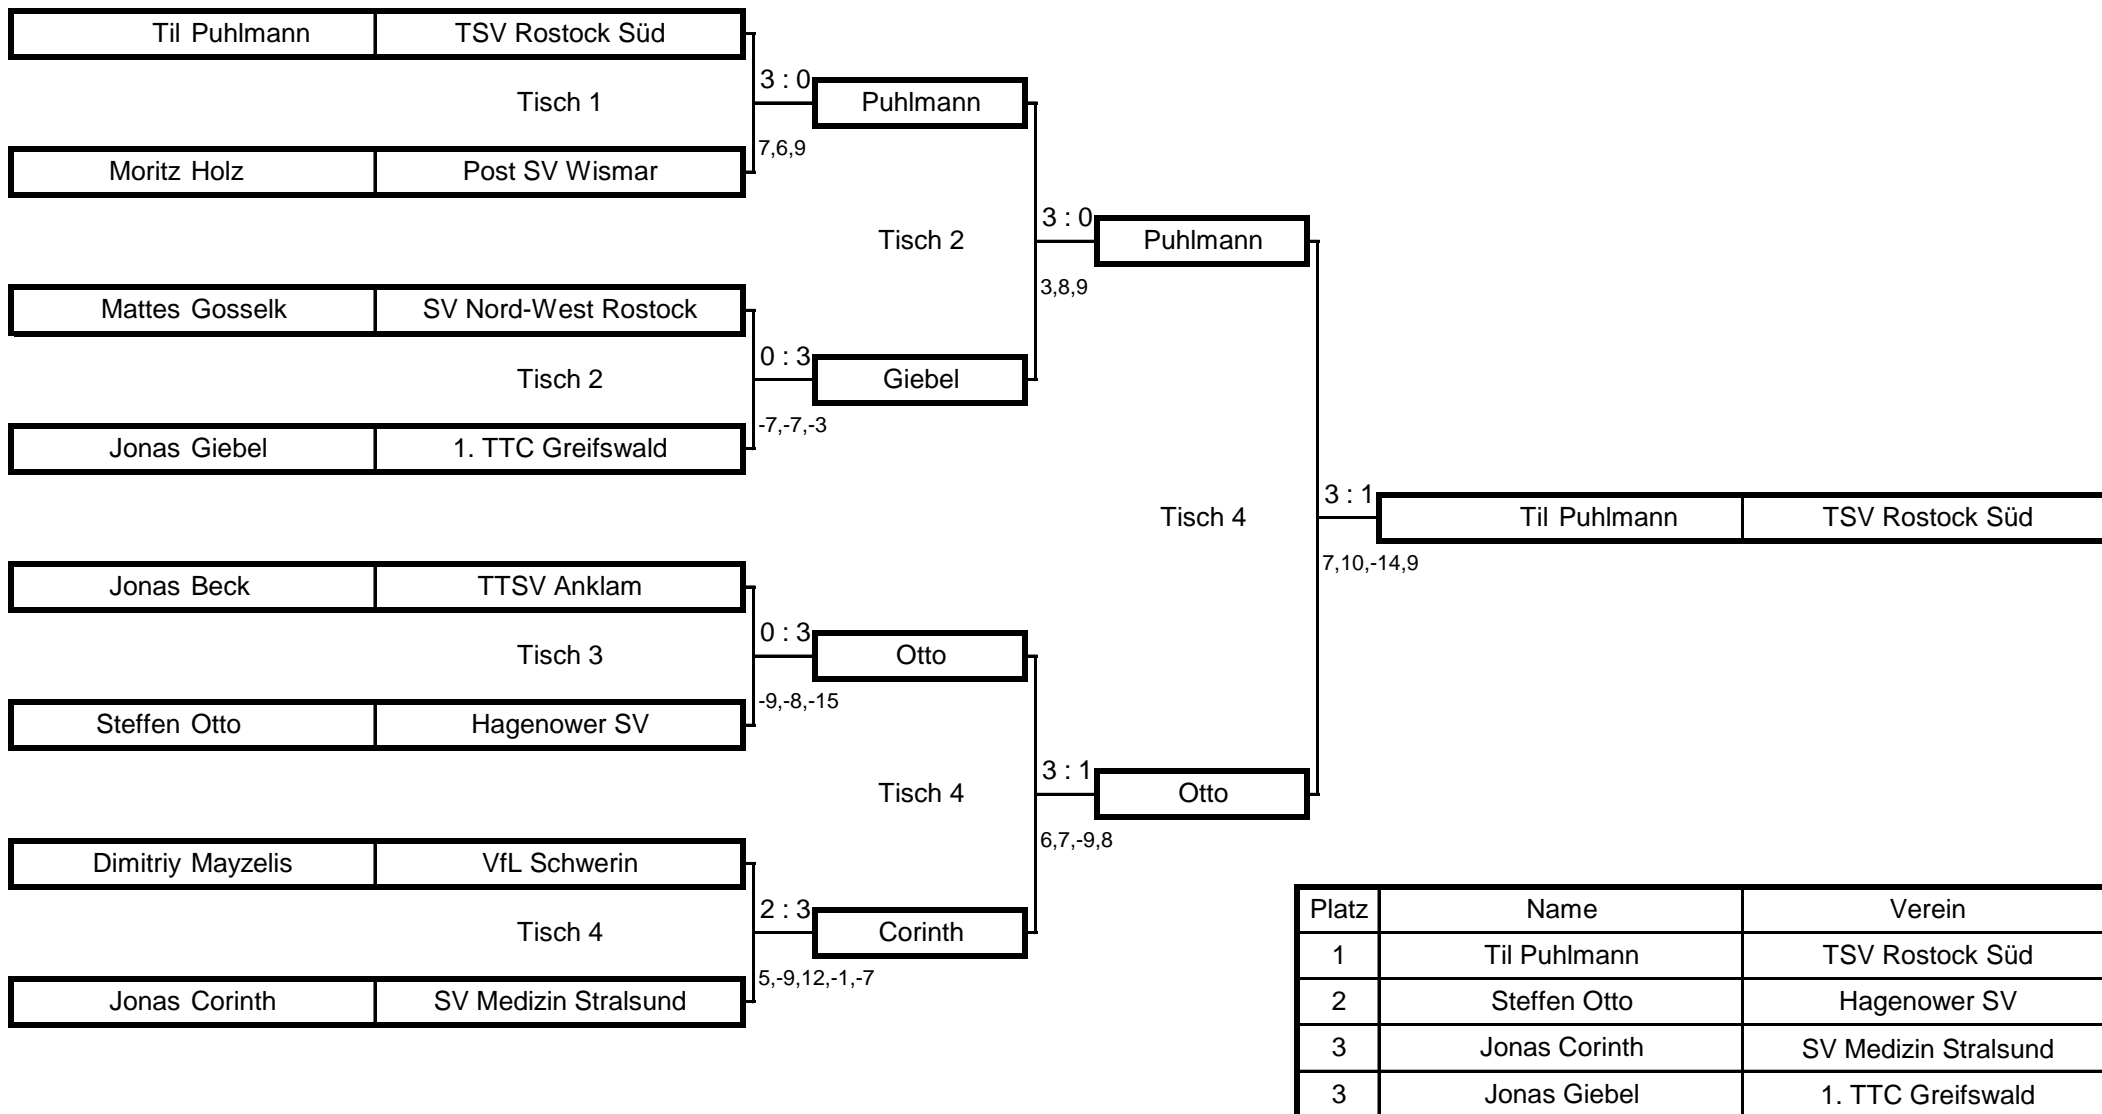 Til Puhlmann TSV Rostock Süd
3 : 0
Tisch 1 Puhlmann
7,6,9
Moritz Holz Post SV Wismar
3 : 0
Tisch 2 Puhlmann
3,8,9
Mattes Gosselk SV Nord-West Rostock
0 : 3
Tisch 2 Giebel
-7,-7,-3
Jonas Giebel 1. TTC Greifswald
3 : 1
Tisch 4 Til Puhlmann TSV Rostock Süd
7,10,-14,9
Jonas Beck TTSV Anklam
0 : 3
Tisch 3 Otto
-9,-8,-15
Steffen Otto Hagenower SV
3 : 1
Tisch 4 Otto
6,7,-9,8
Dimitriy Mayzelis VfL Schwerin
2 : 3
Tisch 4 Corinth
5,-9,12,-1,-7
Jonas Corinth SV Medizin Stralsund
Platz Name Verein
1 Til Puhlmann TSV Rostock Süd
2 Steffen Otto Hagenower SV
3 Jonas Corinth SV Medizin Stralsund
3 Jonas Giebel 1. TTC Greifswald